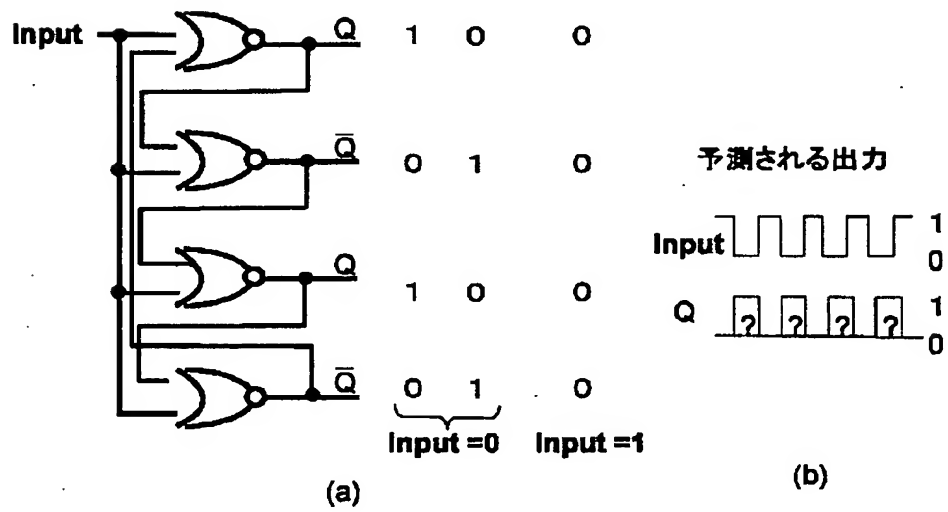 Input
Q 1 0 0
Q̅ 0 1 0
Q 1 0 0
Q̅ 0 1 0
Input =0 Input =1
(a)
予測される出力
Input 1 0
Q ? ? ? ? 1 0
(b)